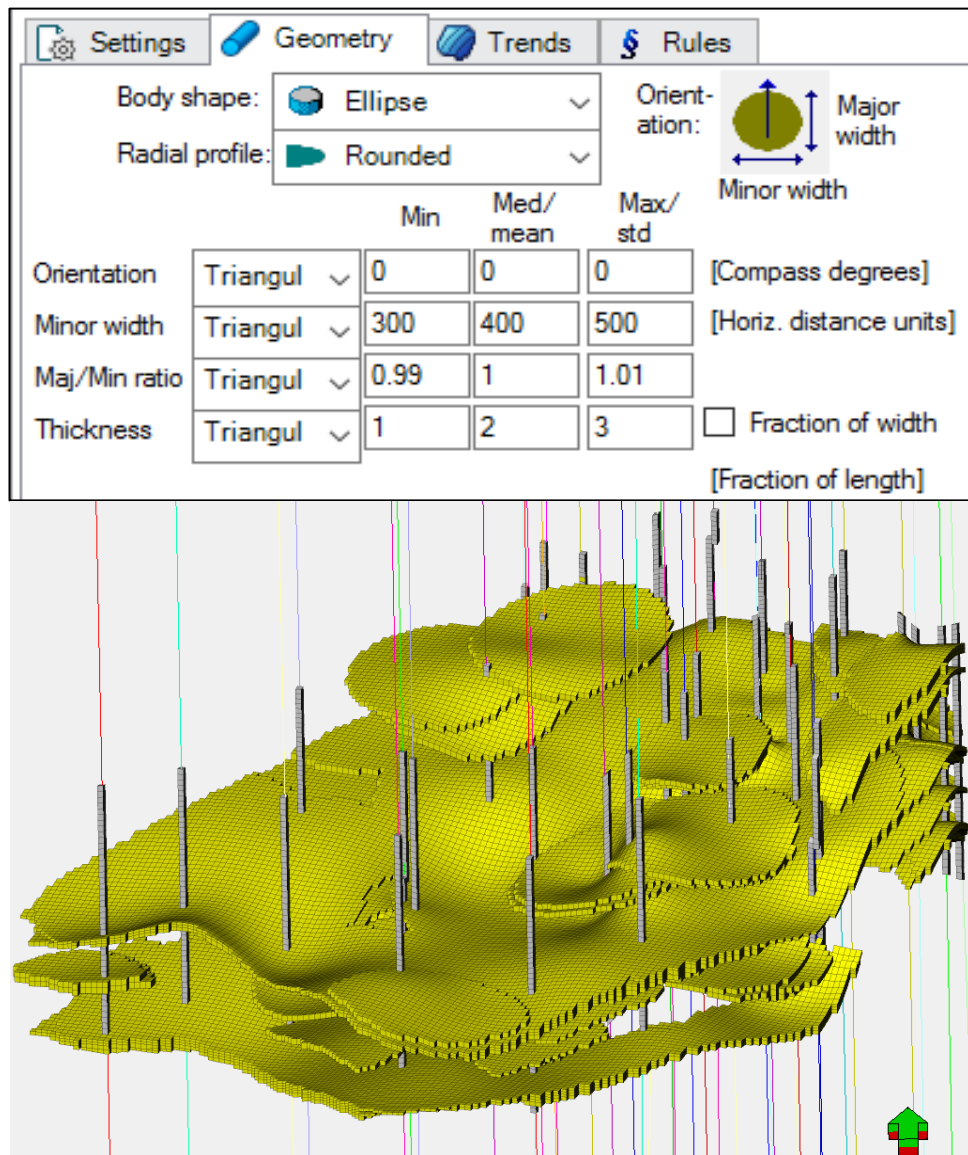 Settings Geometry Trends § Rules
Body shape: Ellipse
Radial profile: Rounded
Orient-
ation:
Major
width
Minor width
Min Med/
mean Max/
std
Orientation Triangul 0 0 0 [Compass degrees]
Minor width Triangul 300 400 500 [Horiz. distance units]
Maj/Min ratio Triangul 0.99 1 1.01
Thickness Triangul 1 2 3 Fraction of width
[Fraction of length]